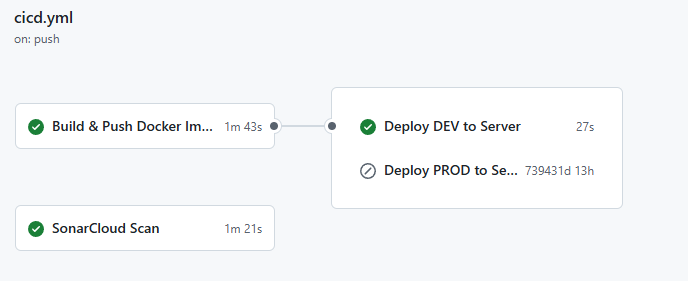 cicd.yml
on: push
Build & Push Docker Im... 1m 43s
Deploy DEV to Server 27s
Deploy PROD to Se... 739431d 13h
SonarCloud Scan 1m 21s